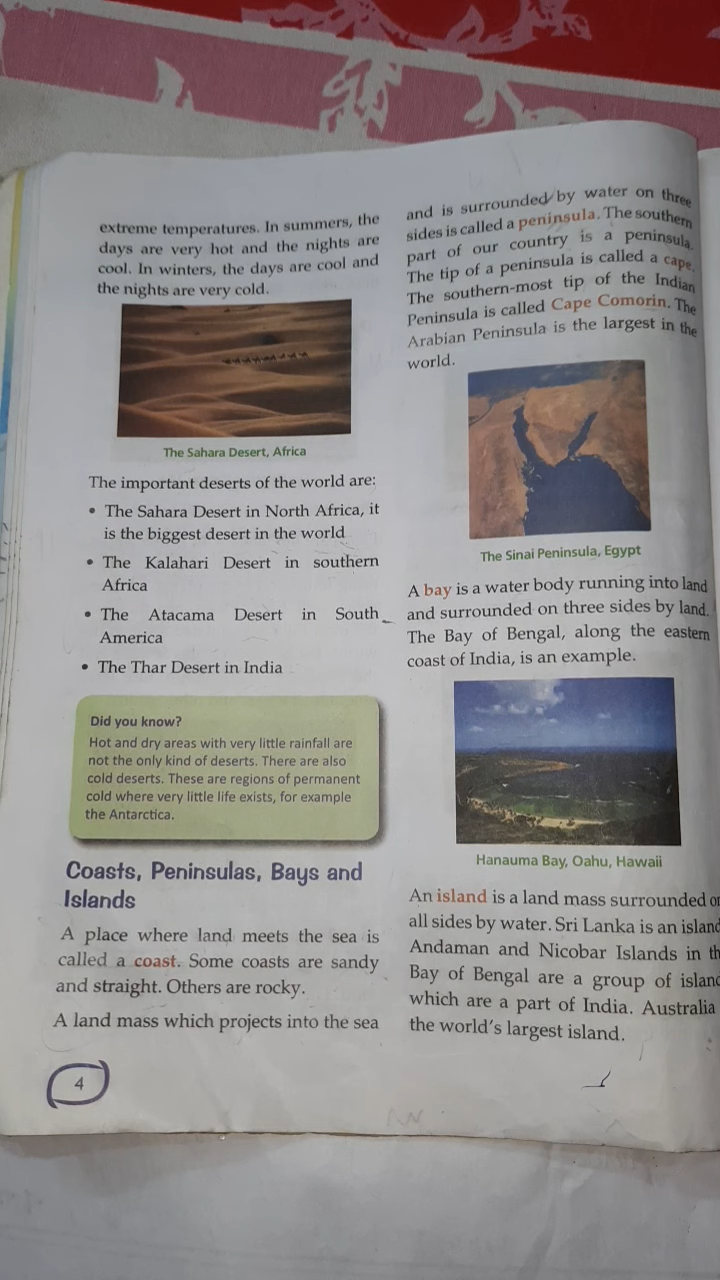 extreme temperatures. In summers, the
days are very hot and the nights are
cool. In winters, the days are cool and
the nights are very cold.
The Sahara Desert, Africa
The important deserts of the world are:
• The Sahara Desert in North Africa, it
is the biggest desert in the world
• The Kalahari Desert in southern
Africa
• The Atacama Desert in South
America
• The Thar Desert in India
Did you know?
Hot and dry areas with very little rainfall are
not the only kind of deserts. There are also
cold deserts. These are regions of permanent
cold where very little life exists, for example
the Antarctica.
Coasts, Peninsulas, Bays and
Islands
A place where land meets the sea is
called a coast. Some coasts are sandy
and straight. Others are rocky.
A land mass which projects into the sea
4
and is surrounded by water on three
sides is called a peninsula. The southern
part of our country is a peninsula.
The tip of a peninsula is called a cape.
The southern-most tip of the Indian
Peninsula is called Cape Comorin. The
Arabian Peninsula is the largest in the
world.
The Sinai Peninsula, Egypt
A bay is a water body running into land
and surrounded on three sides by land.
The Bay of Bengal, along the eastern
coast of India, is an example.
Hanauma Bay, Oahu, Hawaii
An island is a land mass surrounded
all sides by water. Sri Lanka is an
Andaman and Nicobar Islands in
Bay of Bengal are a group of
which are a part of India. Australia
the world's largest island.